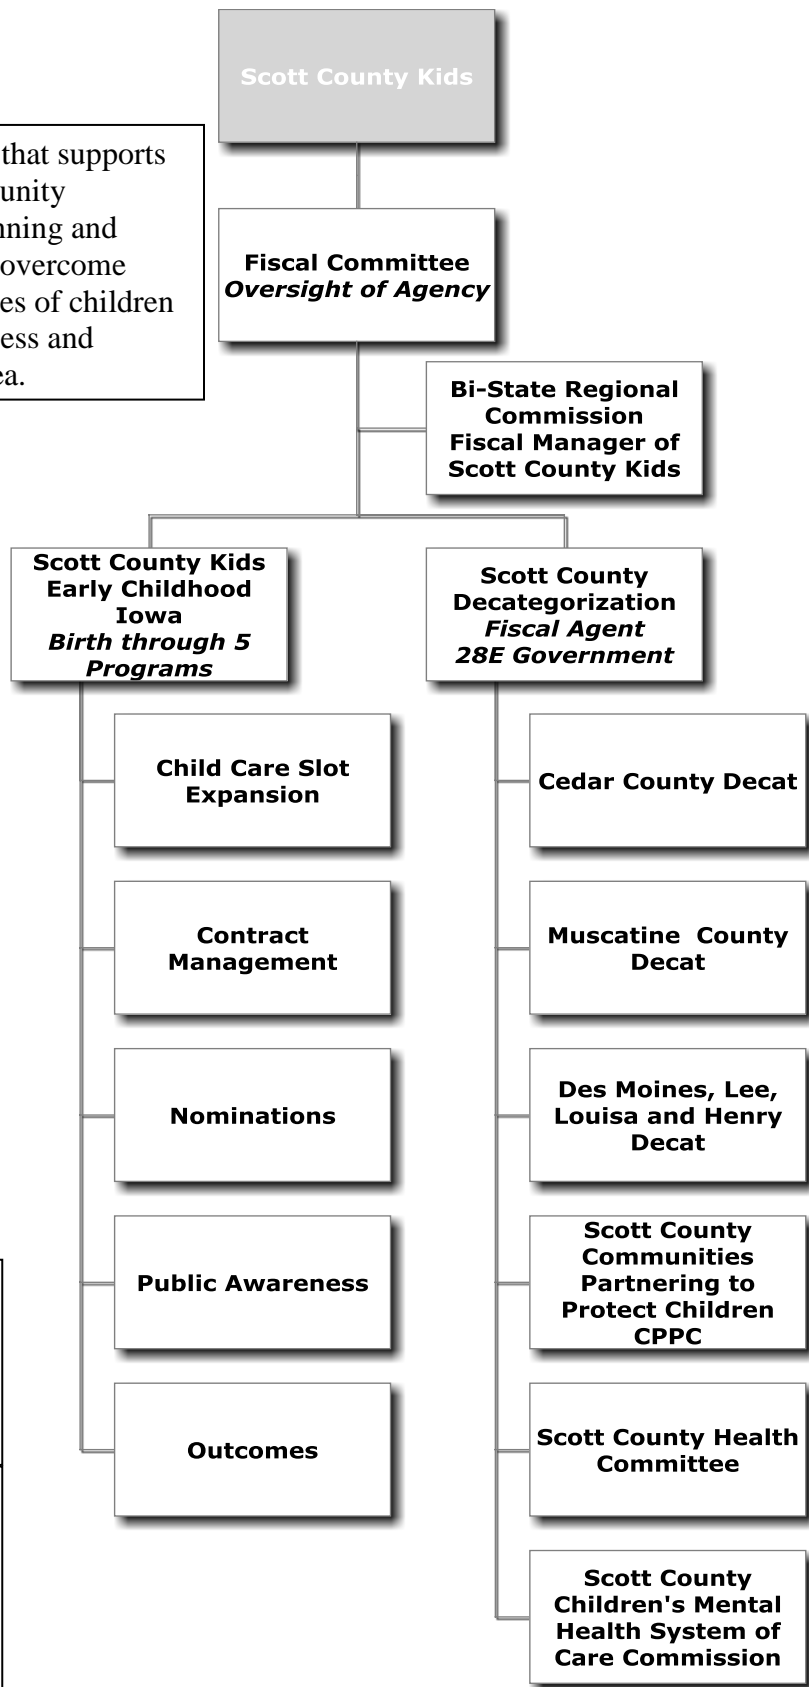 Scott County Kids
that supports
unity
nning and
overcome
es of children
ess and
ea.
Fiscal Committee
Oversight of Agency
Bi-State Regional
Commission
Fiscal Manager of
Scott County Kids
Scott County Kids
Early Childhood
Iowa
Birth through 5
Programs
Child Care Slot
Expansion
Contract
Management
Nominations
Public Awareness
Outcomes
Scott County
Decategorization
Fiscal Agent
28E Government
Cedar County Decat
Muscatine  County
Decat
Des Moines, Lee,
Louisa and Henry
Decat
Scott County
Communities
Partnering to
Protect Children
CPPC
Scott County Health
Committee
Scott County
Children's Mental
Health System of
Care Commission